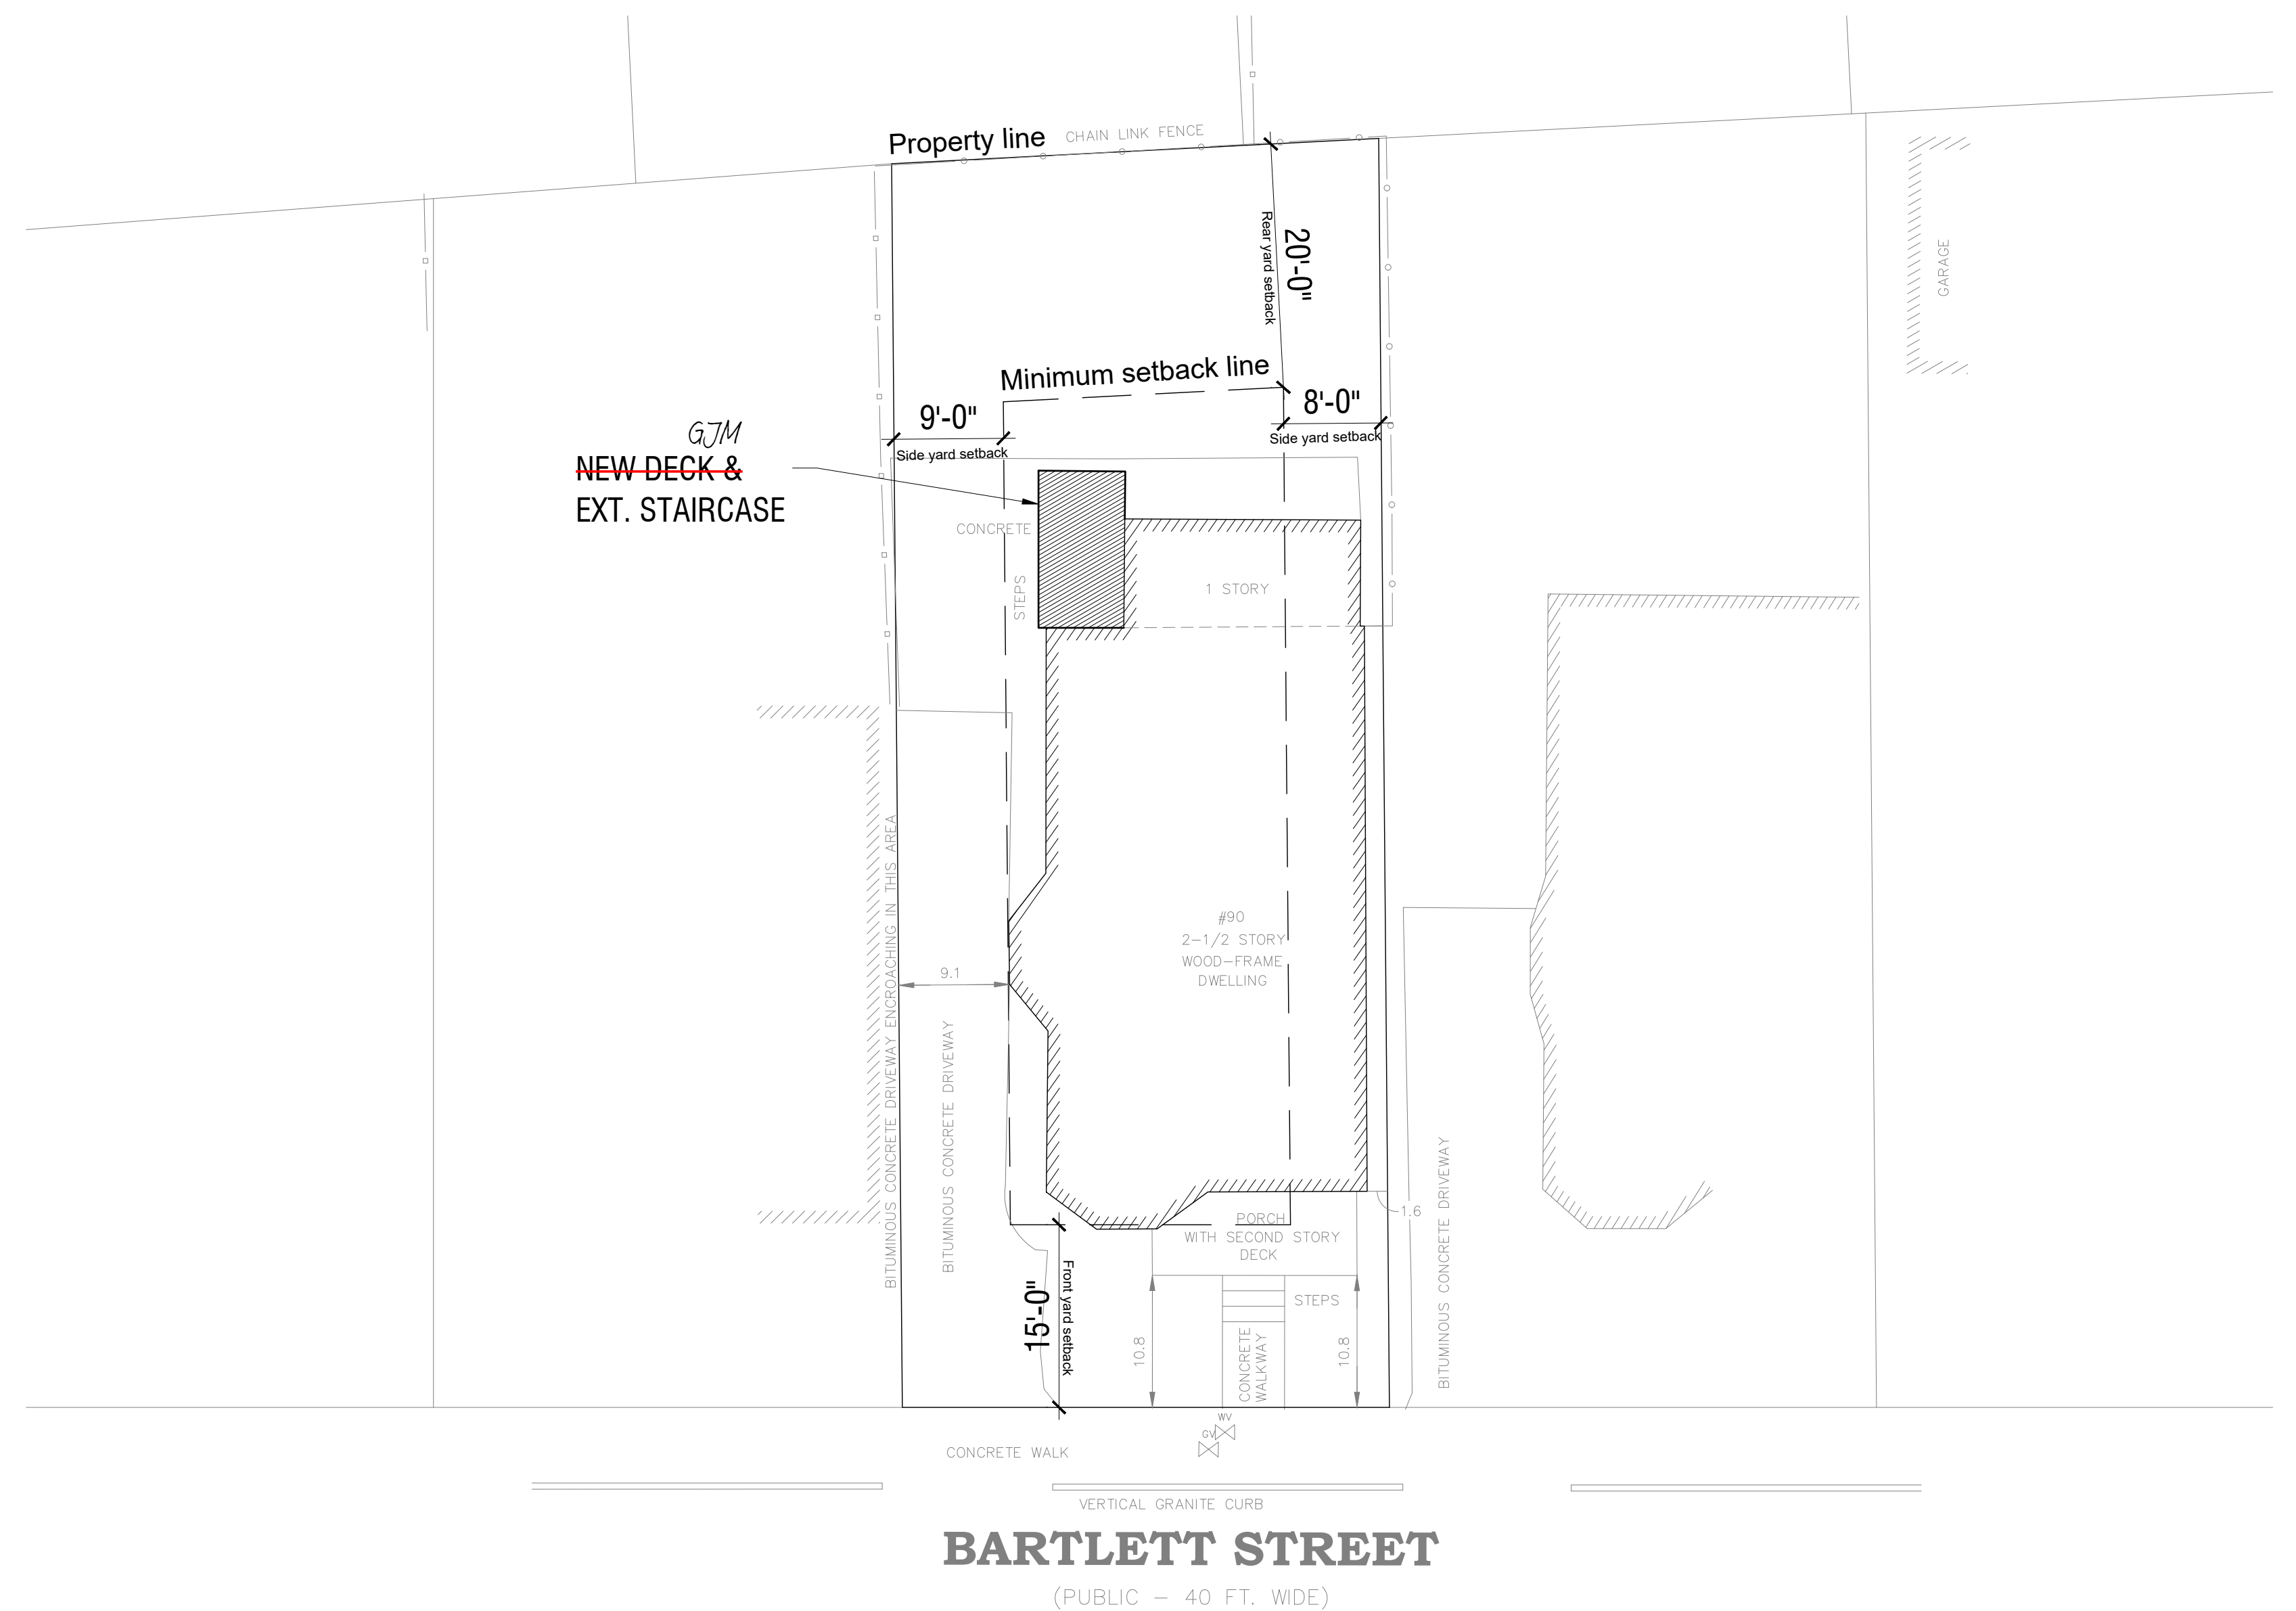 Property line
CHAIN LINK FENCE
Rear yard setback
20'-0"
GARAGE
Minimum setback line
9'-0"
8'-0"
Side yard setback
Side yard setback
GJM
NEW DECK &
EXT. STAIRCASE
CONCRETE
STEPS
1 STORY
BITUMINOUS CONCRETE DRIVEWAY ENCROACHING IN THIS AREA
#90
2-1/2 STORY
WOOD-FRAME
DWELLING
9.1
BITUMINOUS CONCRETE DRIVEWAY
1.6
PORCH
WITH SECOND STORY
DECK
BITUMINOUS CONCRETE DRIVEWAY
15'-0"
Front yard setback
STEPS
10.8
CONCRETE
WALKWAY
10.8
WV
GV
CONCRETE WALK
VERTICAL GRANITE CURB
BARTLETT STREET
(PUBLIC - 40 FT. WIDE)